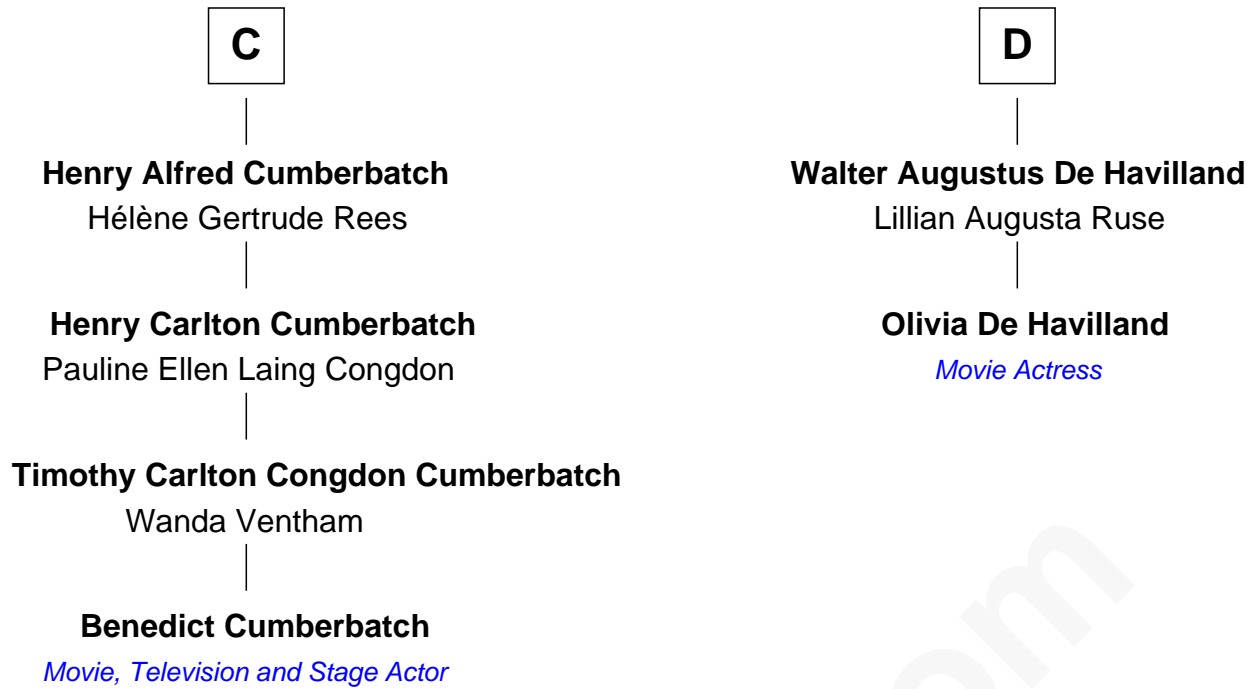 C
Henry Alfred Cumberbatch
Hélène Gertrude Rees
Henry Carlton Cumberbatch
Pauline Ellen Laing Congdon
Timothy Carlton Congdon Cumberbatch
Wanda Ventham
Benedict Cumberbatch
Movie, Television and Stage Actor
D
Walter Augustus De Havilland
Lillian Augusta Ruse
Olivia De Havilland
Movie Actress
om